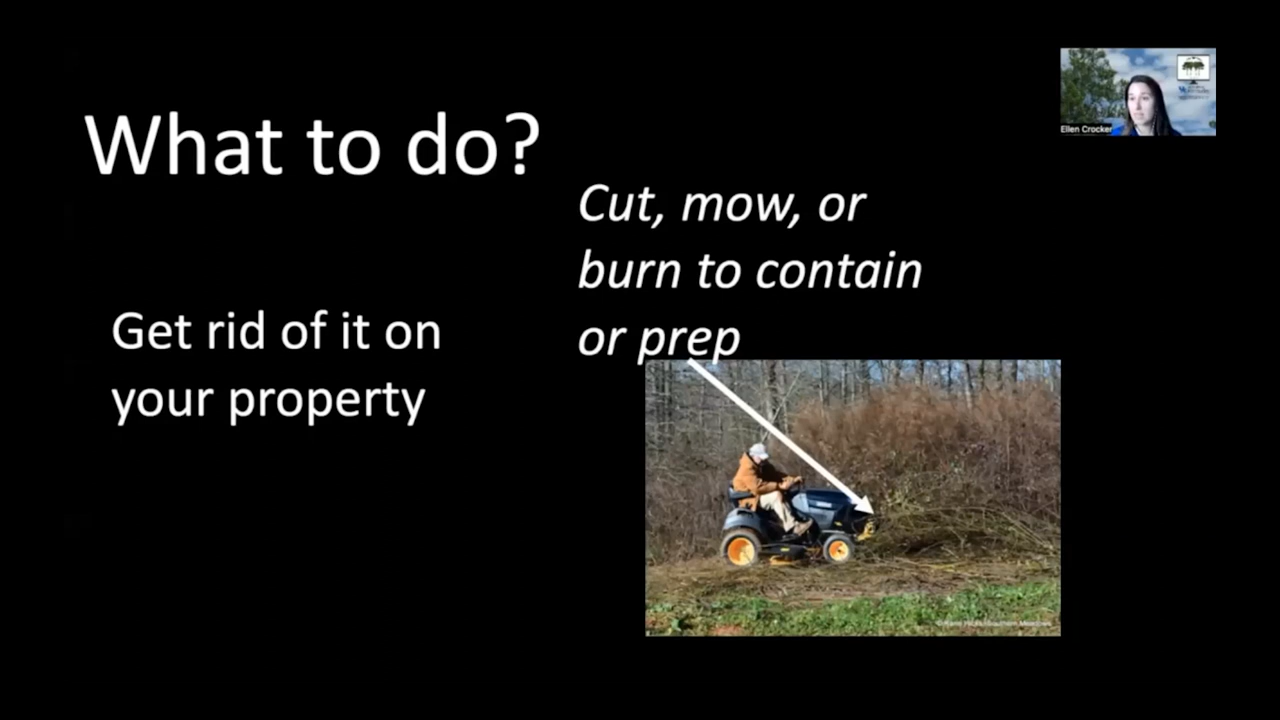 What to do?
Cut, mow, or
burn to contain
or prep
Get rid of it on
your property
Ellen Crocker